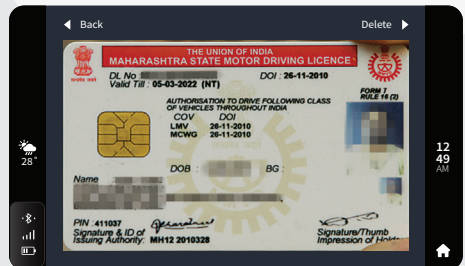 Back
Delete
THE UNION OF INDIA
MAHARASHTRA STATE MOTOR DRIVING LICENCE
DL No
DOI : 26-11-2010
Valid Till : 05-03-2022 (NT)
FORM 7
RULE 16 (2)
AUTHORISATION TO DRIVE FOLLOWING CLASS
OF VEHICLES THROUGHOUT INDIA
COV DOI
LMV 26-11-2010
MCWG 26-11-2010
DOB : BG :
Name
PIN : 411037
Signature & ID of
Issuing Authority: MH12 2010328
Signature/Thumb
Impression of Holder
28°
12
49
AM